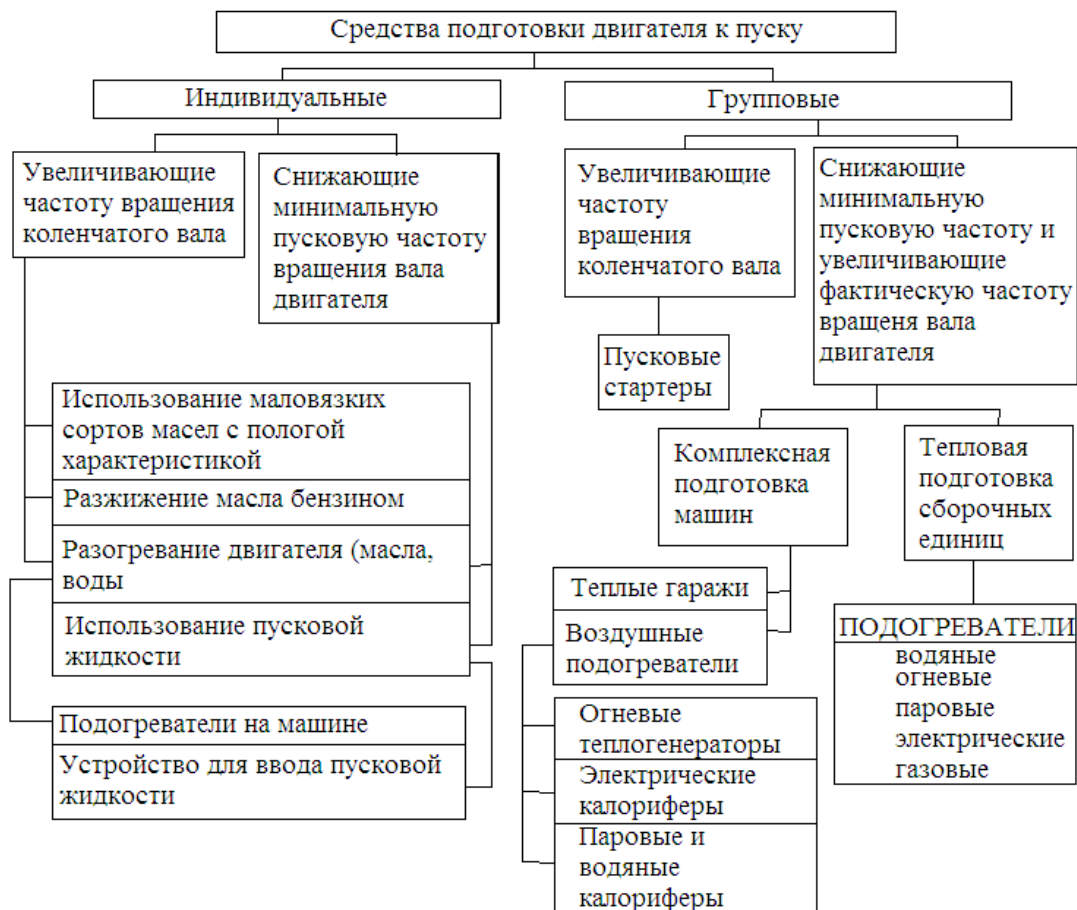 Средства подготовки двигателя к пуску
Индивидуальные
Групповые
Увеличивающие
частоту вращения
коленчатого вала
Снижающие
минимальную
пусковую частоту
вращения вала
двигателя
Увеличивающие
частоту
вращения
коленчатого вала
Снижающие
минимальную
пусковую частоту и
увеличивающие
фактическую частоту
вращеня вала
двигателя
Пусковые
стартеры
Использование маловязких
сортов масел с пологой
характеристикой
Разжижение масла бензином
Разогревание двигателя (масла,
воды
Использование пусковой
жидкости
Подогреватели на машине
Устройство для ввода пусковой
жидкости
Комплексная
подготовка
машин
Тепловая
подготовка
сборочных
единиц
Теплые гаражи
Воздушные
подогреватели
Огневые
теплогенераторы
Электрические
калориферы
Паровые и
водяные
калориферы
ПОДОГРЕВАТЕЛИ
водяные
огневые
паровые
электрические
газовые